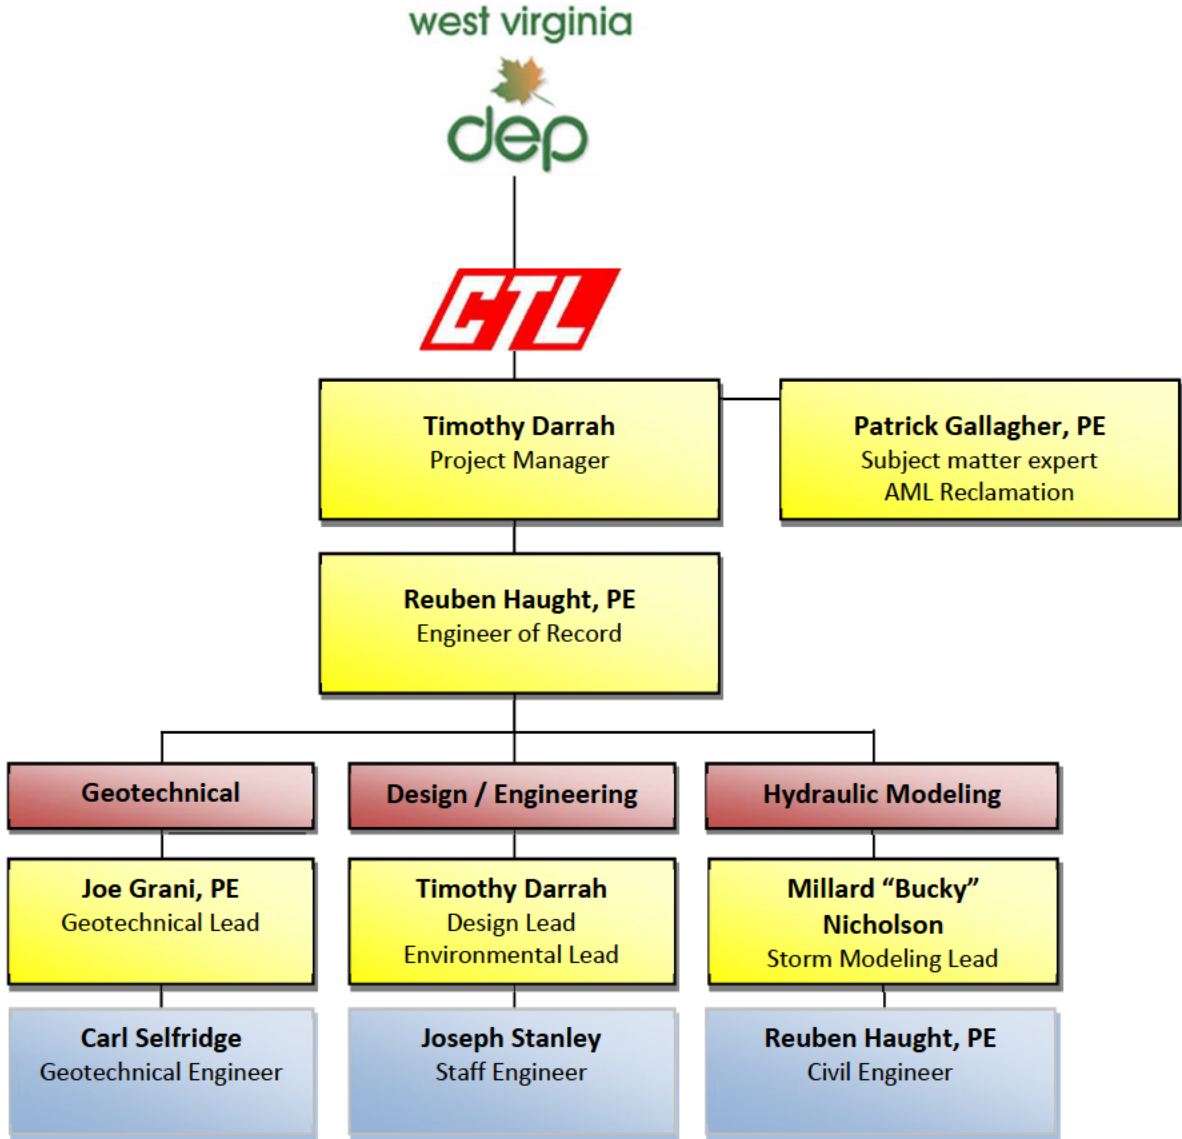 west virginia
dep
CTL
Timothy Darrah
Project Manager
Patrick Gallagher, PE
Subject matter expert
AML Reclamation
Reuben Haught, PE
Engineer of Record
Geotechnical
Design / Engineering
Hydraulic Modeling
Joe Grani, PE
Geotechnical Lead
Timothy Darrah
Design Lead
Environmental Lead
Millard “Bucky”
Nicholson
Storm Modeling Lead
Carl Selfridge
Geotechnical Engineer
Joseph Stanley
Staff Engineer
Reuben Haught, PE
Civil Engineer